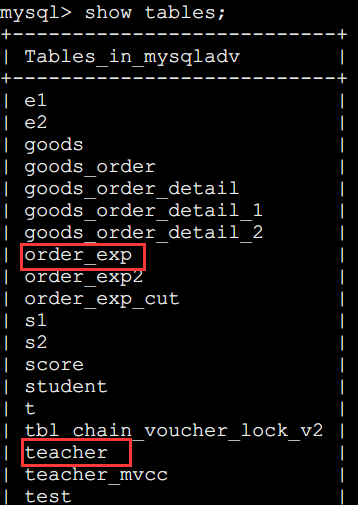 mysql> show tables;
+----------------------------+
| Tables_in_mysqladv
+----------------------------+
| e1
| e2
| goods
| goods_order
| goods_order_detail
| goods_order_detail_1
| goods_order_detail_2
| order_exp
| order_exp2
| order_exp_cut
| s1
| s2
| score
| student
| t
| tbl_chain_voucher_lock_v2 |
| teacher
| teacher_mvcc
| test